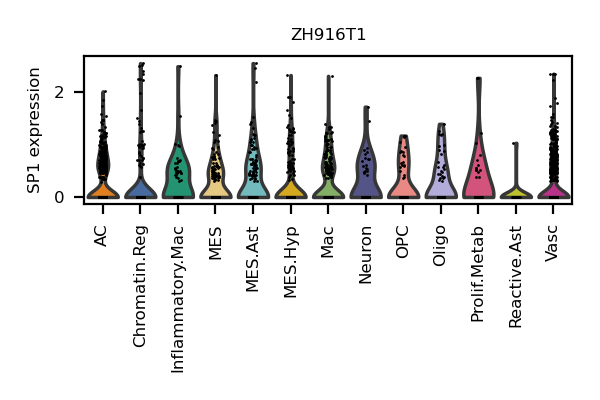 ZH916T1
SP1 expression
2
0
AC
Chromatin.Reg
Inflammatory.Mac
MES
MES.Ast
MES.Hyp
Mac
Neuron
OPC
Oligo
Prolif.Metab
Reactive.Ast
Vasc